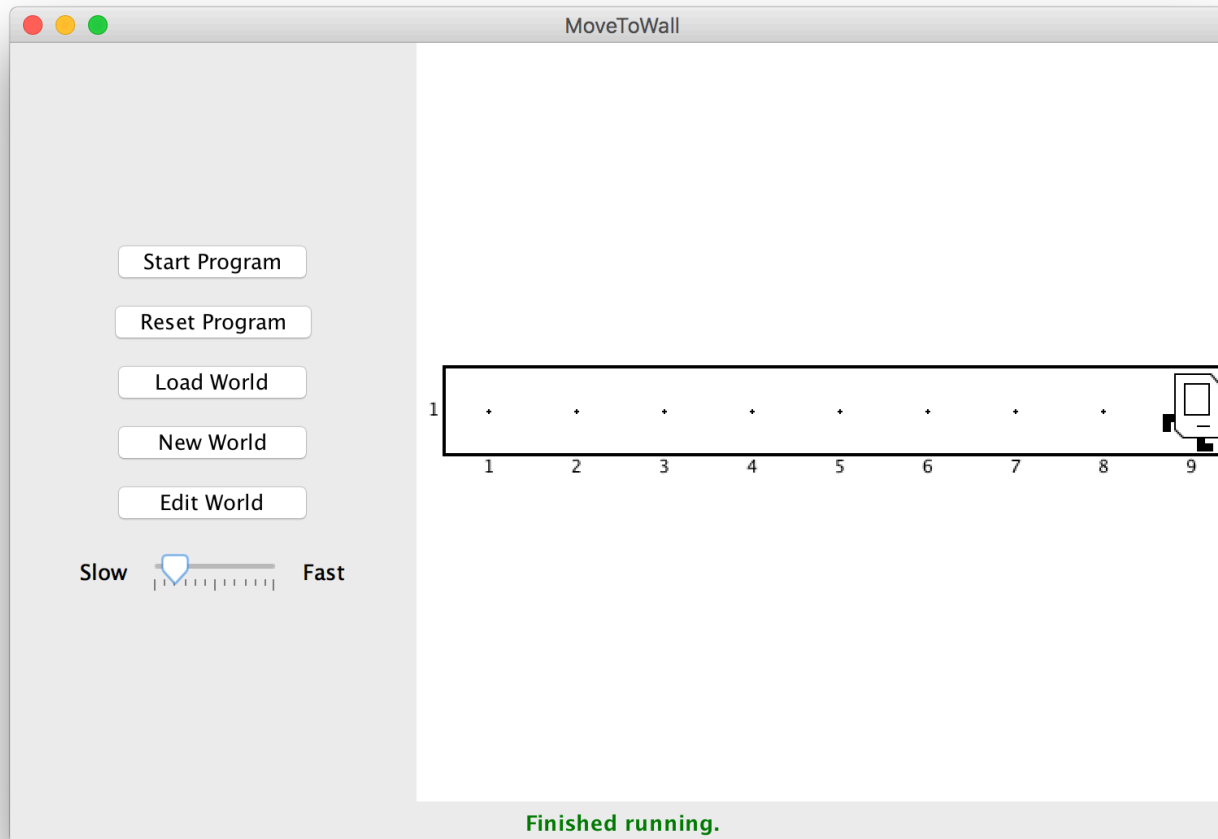 MoveToWall
Start Program
Reset Program
Load World
New World
Edit World
Slow Fast
1
1 2 3 4 5 6 7 8 9
Finished running.